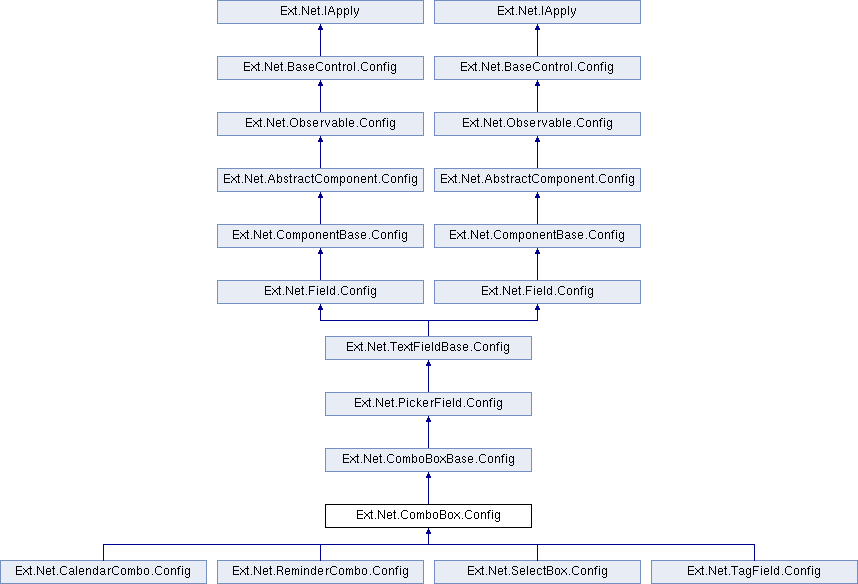 Ext.Net.IApply
Ext.Net.IApply
Ext.Net.BaseControl.Config
Ext.Net.BaseControl.Config
Ext.Net.Observable.Config
Ext.Net.Observable.Config
Ext.Net.AbstractComponent.Config
Ext.Net.AbstractComponent.Config
Ext.Net.ComponentBase.Config
Ext.Net.ComponentBase.Config
Ext.Net.Field.Config
Ext.Net.Field.Config
Ext.Net.TextFieldBase.Config
Ext.Net.PickerField.Config
Ext.Net.ComboBoxBase.Config
Ext.Net.ComboBox.Config
Ext.Net.CalendarCombo.Config
Ext.Net.ReminderCombo.Config
Ext.Net.SelectBox.Config
Ext.Net.TagField.Config